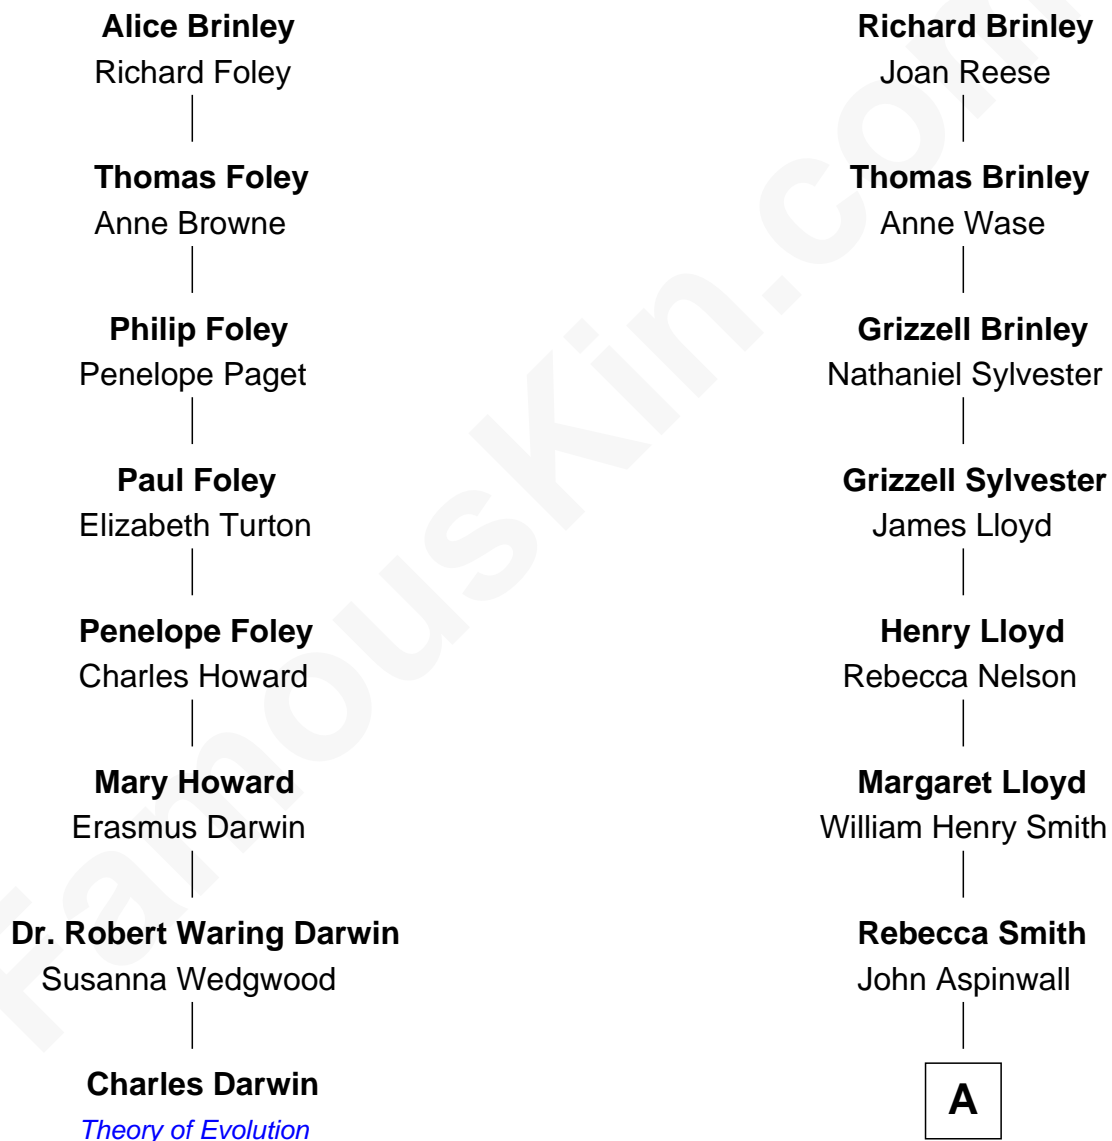 Alice Brinley
Richard Foley
Thomas Foley
Anne Browne
Philip Foley
Penelope Paget
Paul Foley
Elizabeth Turton
Penelope Foley
Charles Howard
Mary Howard
Erasmus Darwin
Dr. Robert Waring Darwin
Susanna Wedgwood
Charles Darwin
Theory of Evolution
Richard Brinley
Joan Reese
Thomas Brinley
Anne Wase
Grizzell Brinley
Nathaniel Sylvester
Grizzell Sylvester
James Lloyd
Henry Lloyd
Rebecca Nelson
Margaret Lloyd
William Henry Smith
Rebecca Smith
John Aspinwall
A
FamousKin.com